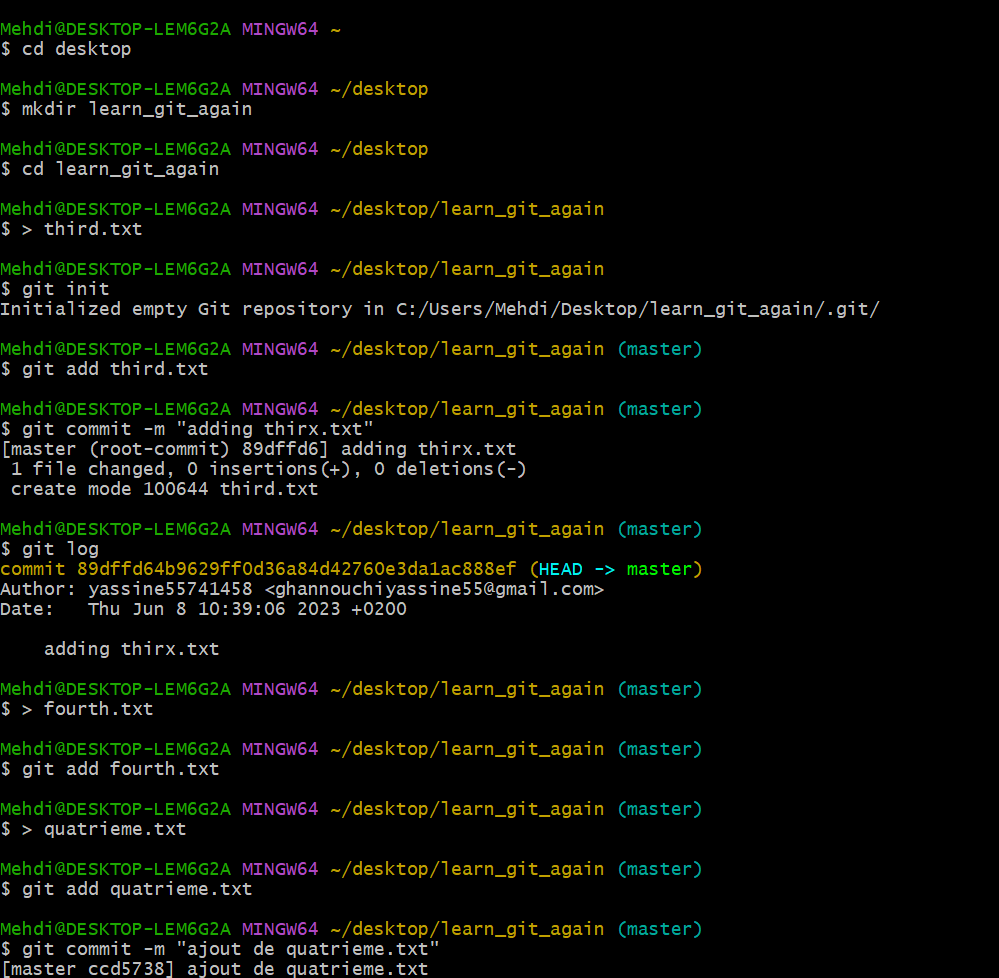 Mehdi@DESKTOP-LEM6G2A MINGW64 ~
$ cd desktop
Mehdi@DESKTOP-LEM6G2A MINGW64 ~/desktop
$ mkdir learn_git_again
Mehdi@DESKTOP-LEM6G2A MINGW64 ~/desktop
$ cd learn_git_again
Mehdi@DESKTOP-LEM6G2A MINGW64 ~/desktop/learn_git_again
$ > third.txt
Mehdi@DESKTOP-LEM6G2A MINGW64 ~/desktop/learn_git_again
$ git init
Initialized empty Git repository in C:/Users/Mehdi/Desktop/learn_git_again/.git/
Mehdi@DESKTOP-LEM6G2A MINGW64 ~/desktop/learn_git_again (master)
$ git add third.txt
Mehdi@DESKTOP-LEM6G2A MINGW64 ~/desktop/learn_git_again (master)
$ git commit -m "adding thirx.txt"
[master (root-commit) 89dffd6] adding thirx.txt
 1 file changed, 0 insertions(+), 0 deletions(-)
 create mode 100644 third.txt
Mehdi@DESKTOP-LEM6G2A MINGW64 ~/desktop/learn_git_again (master)
$ git log
commit 89dffd64b9629ff0d36a84d42760e3da1ac888ef (HEAD -> master)
Author: yassine55741458 <ghannouchiyassine55@gmail.com>
Date:   Thu Jun 8 10:39:06 2023 +0200
    adding thirx.txt
Mehdi@DESKTOP-LEM6G2A MINGW64 ~/desktop/learn_git_again (master)
$ > fourth.txt
Mehdi@DESKTOP-LEM6G2A MINGW64 ~/desktop/learn_git_again (master)
$ git add fourth.txt
Mehdi@DESKTOP-LEM6G2A MINGW64 ~/desktop/learn_git_again (master)
$ > quatrieme.txt
Mehdi@DESKTOP-LEM6G2A MINGW64 ~/desktop/learn_git_again (master)
$ git add quatrieme.txt
Mehdi@DESKTOP-LEM6G2A MINGW64 ~/desktop/learn_git_again (master)
$ git commit -m "ajout de quatrieme.txt"
[master ccd5738] ajout de quatrieme.txt